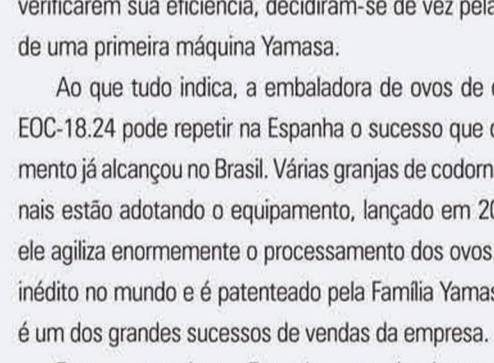 verificarem sua eficiência, decidiram-se de vez pela
de uma primeira máquina Yamasa.
Ao que tudo indica, a embaladora de ovos de
EOC-18.24 pode repetir na Espanha o sucesso que
mento já alcançou no Brasil. Várias granjas de codorn
nais estão adotando o equipamento, lançado em 20
ele agiliza enormemente o processamento dos ovos
inédito no mundo e é patenteado pela Família Yamas
é um dos grandes sucessos de vendas da empresa.